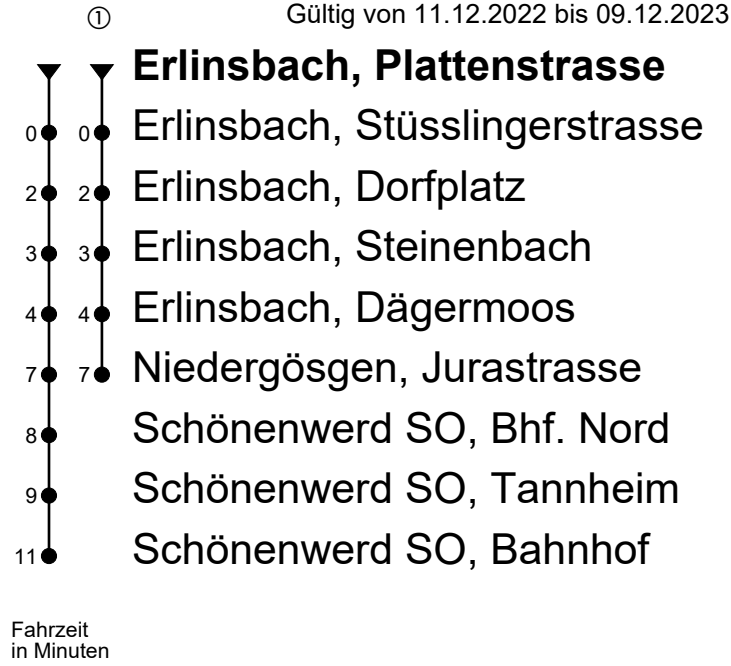 ① Gültig von 11.12.2022 bis 09.12.2023
Erlinsbach, Plattenstrasse
0 0 Erlinsbach, Stüsslingerstrasse
2 2 Erlinsbach, Dorfplatz
3 3 Erlinsbach, Steinenbach
4 4 Erlinsbach, Dägermoos
7 7 Niedergösgen, Jurastrasse
8 Schönenwerd SO, Bhf. Nord
9 Schönenwerd SO, Tannheim
11 Schönenwerd SO, Bahnhof
Fahrzeit
in Minuten